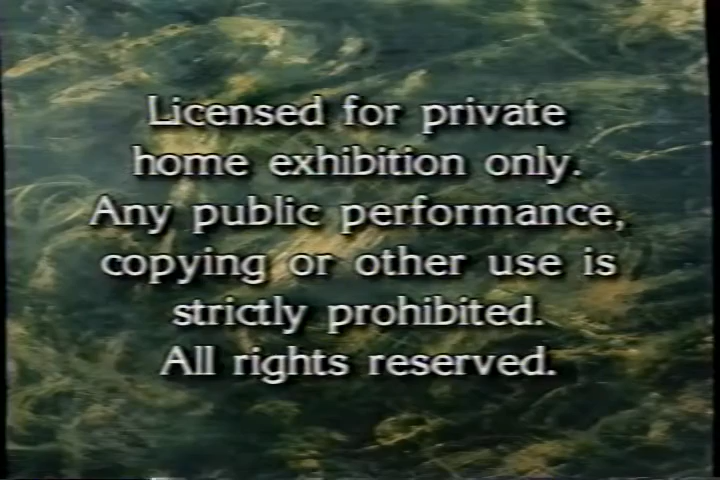 Licensed for private
home exhibition only.
Any public performance,
copying or other use is
strictly prohibited.
All rights reserved.